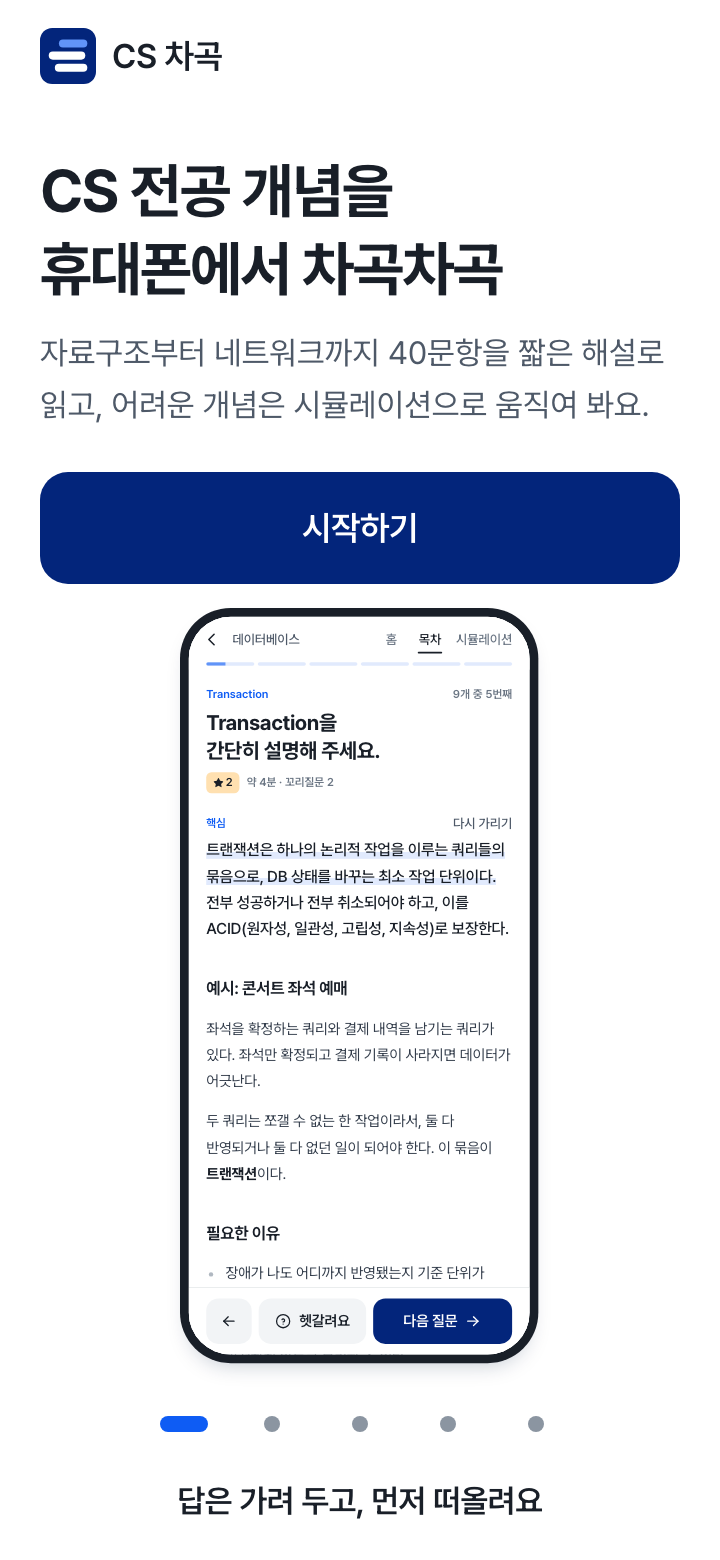 CS 차곡
CS 전공 개념을
휴대폰에서 차곡차곡
자료구조부터 네트워크까지 40문항을 짧은 해설로
읽고, 어려운 개념은 시뮬레이션으로 움직여 봐요.
시작하기
데이터베이스 홈 목차 시뮬레이션
Transaction 9개 중 5번째
Transaction을
간단히 설명해 주세요.
★2 약 4분 · 꼬리질문 2
핵심 다시 가리기
트랜잭션은 하나의 논리적 작업을 이루는 쿼리들의
묶음으로, DB 상태를 바꾸는 최소 작업 단위이다.
전부 성공하거나 전부 취소되어야 하고, 이를
ACID(원자성, 일관성, 고립성, 지속성)로 보장한다.
예시: 콘서트 좌석 예매
좌석을 확정하는 쿼리와 결제 내역을 남기는 쿼리가
있다. 좌석만 확정되고 결제 기록이 사라지면 데이터가
어긋난다.
두 쿼리는 쪼갤 수 없는 한 작업이라서, 둘 다
반영되거나 둘 다 없던 일이 되어야 한다. 이 묶음이
트랜잭션이다.
필요한 이유
• 장애가 나도 어디까지 반영됐는지 기준 단위가
← ? 헷갈려요 다음 질문 →
답은 가려 두고, 먼저 떠올려요